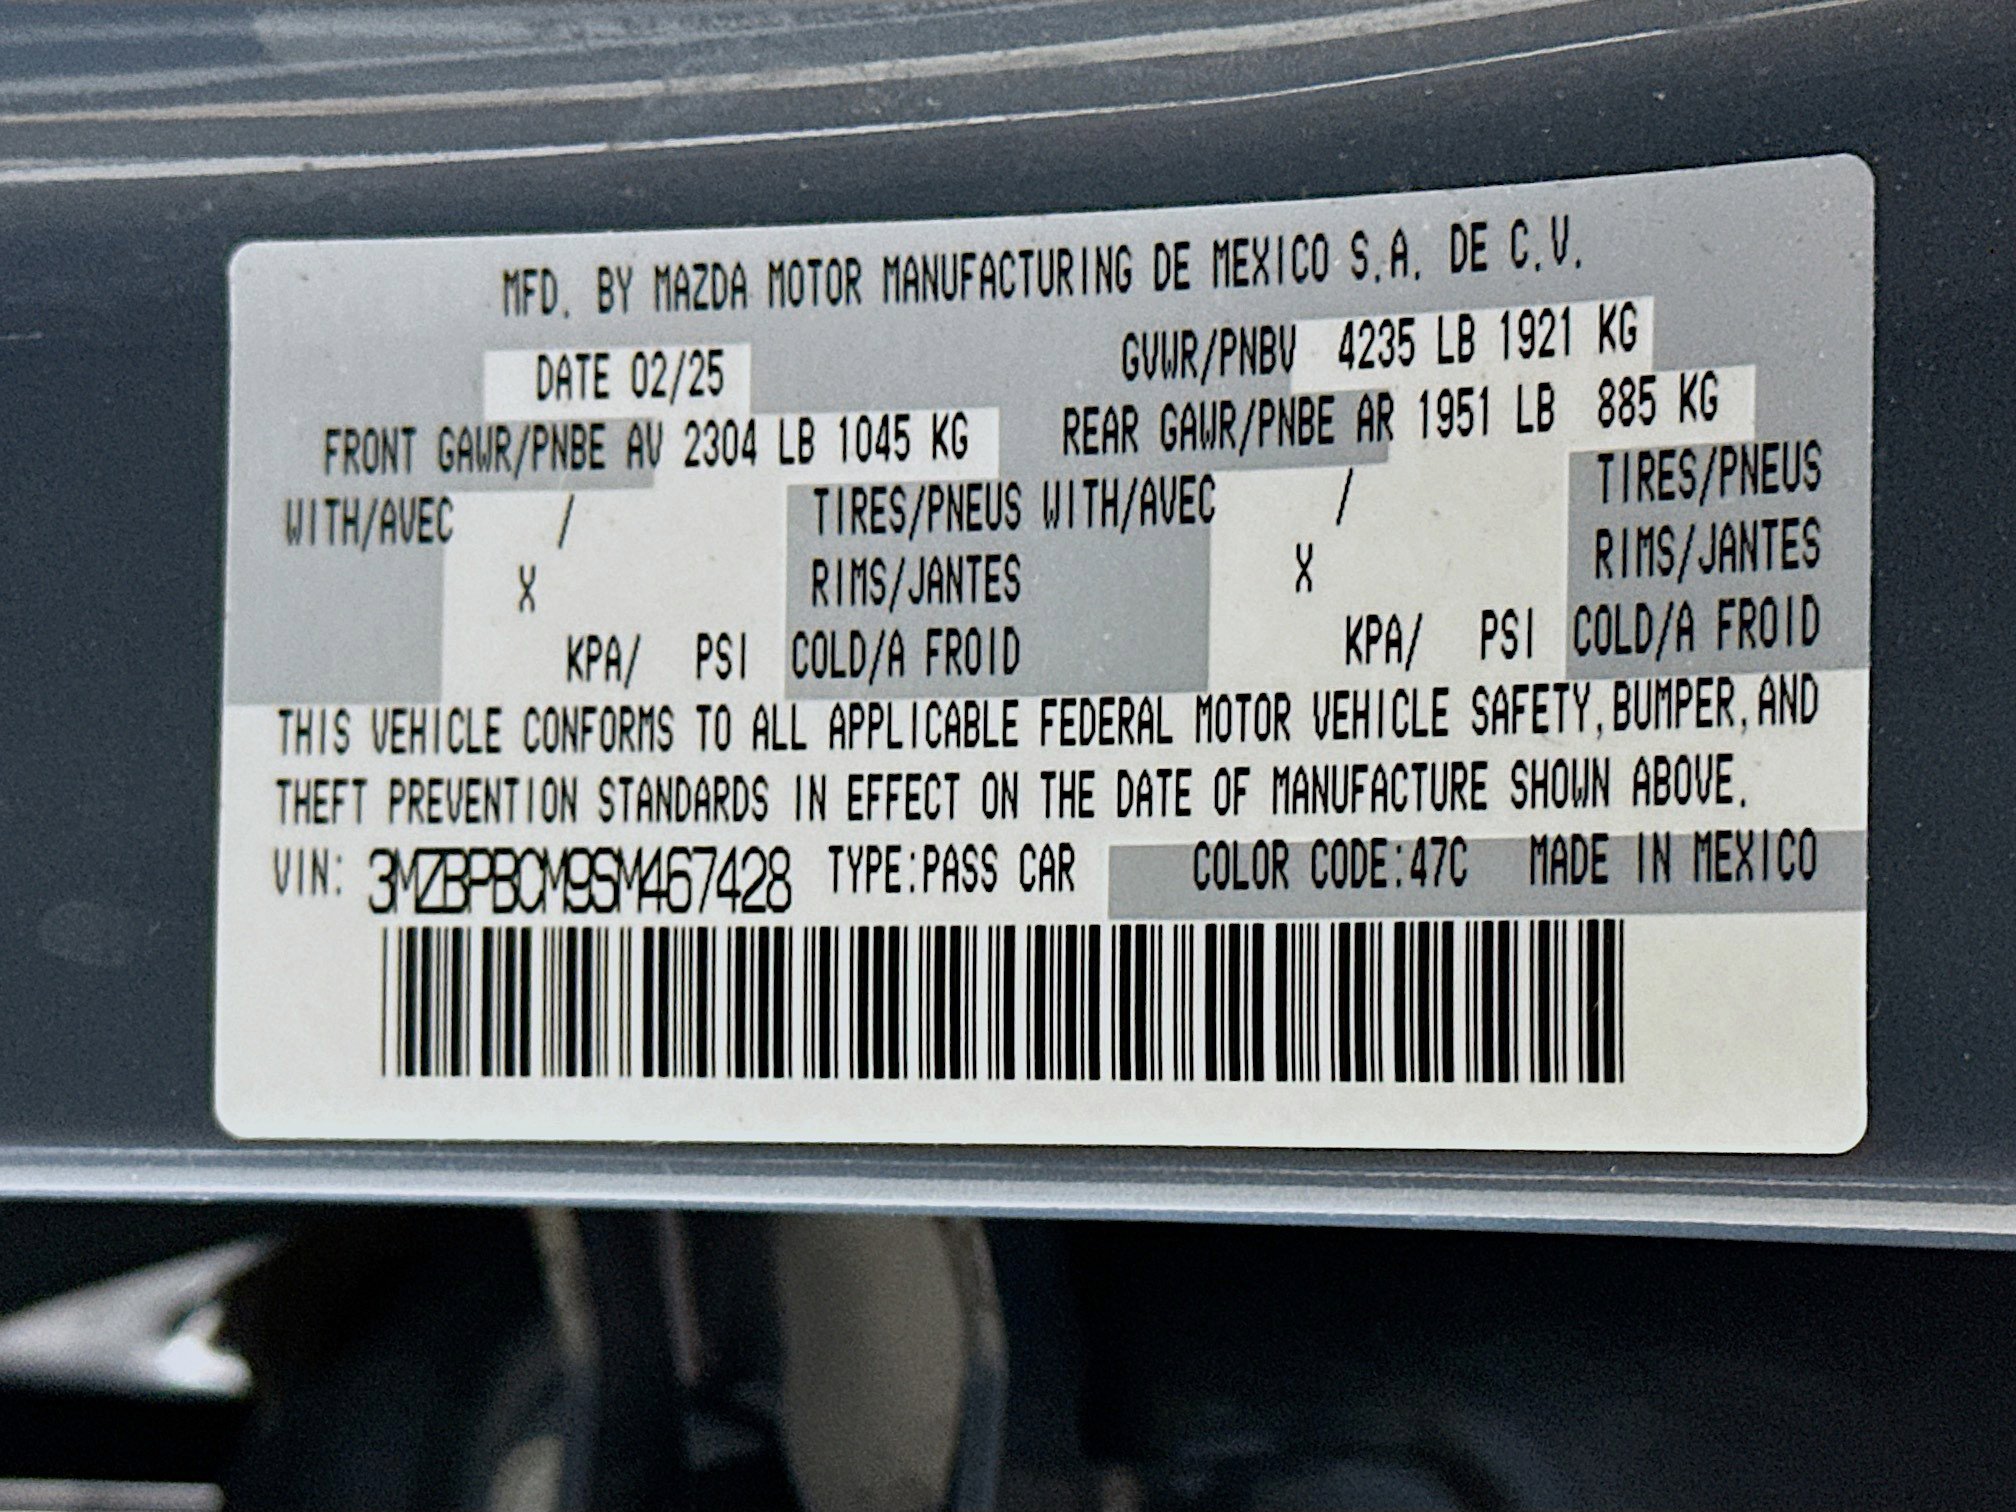 MFD. BY MAZDA MOTOR MANUFACTURING DE MEXICO S.A. DE C.V.
DATE 02/25 GVWR/PNBV 4235 LB 1921 KG
FRONT GAWR/PNBE AV 2304 LB 1045 KG REAR GAWR/PNBE AR 1951 LB 885 KG
WITH/AVEC / TIRES/PNEUS WITH/AVEC / TIRES/PNEUS
X RIMS/JANTES X RIMS/JANTES
KPA/ PSI COLD/A FROID KPA/ PSI COLD/A FROID
THIS VEHICLE CONFORMS TO ALL APPLICABLE FEDERAL MOTOR VEHICLE SAFETY,BUMPER,AND
THEFT PREVENTION STANDARDS IN EFFECT ON THE DATE OF MANUFACTURE SHOWN ABOVE.
VIN: 3MZBPBCM9SM467428 TYPE:PASS CAR COLOR CODE:47C MADE IN MEXICO